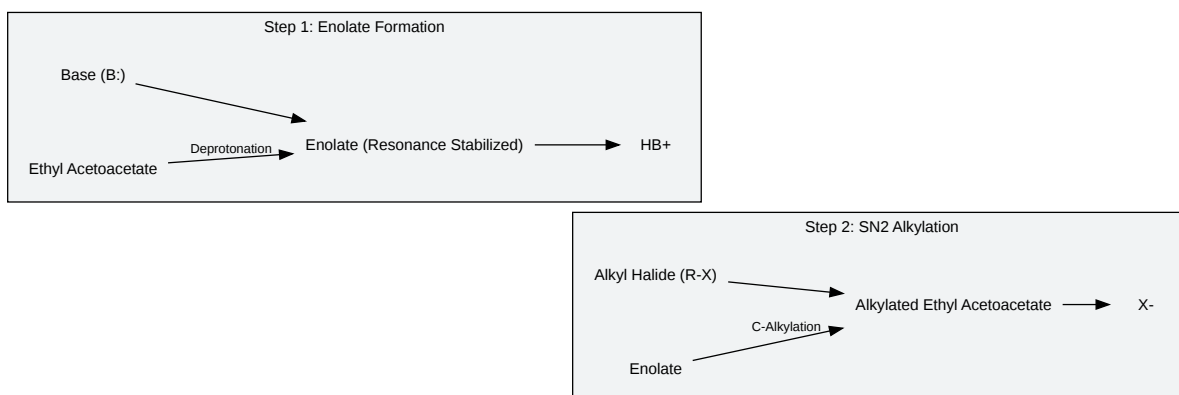 Step 1: Enolate Formation
Base (B:)
Deprotonation
Enolate (Resonance Stabilized)
HB+
Ethyl Acetoacetate
Step 2: SN2 Alkylation
Alkyl Halide (R-X)
Alkylated Ethyl Acetoacetate
X-
C-Alkylation
Enolate